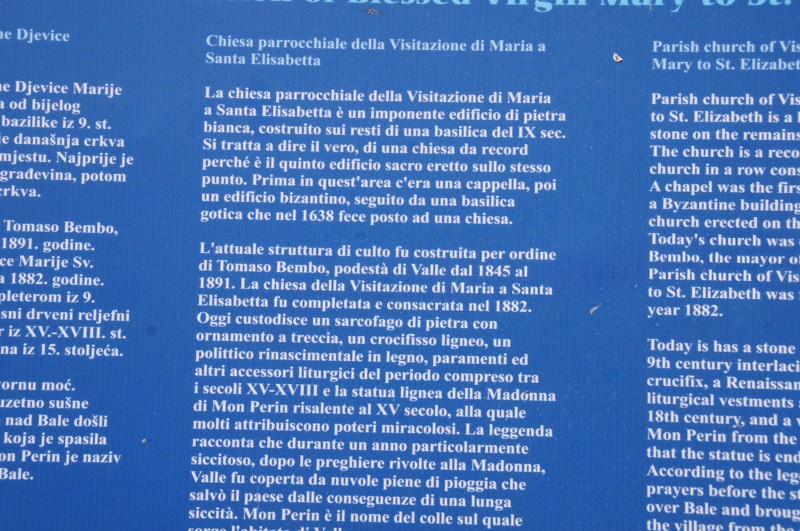 of Blessed Virgin Mary to St.
ne Djevice
ne Djevice Marije
a od bijelog
bazilike iz 9. st.
je današnja crkva
mjestu. Najprije je
građevina, potom
crkva.
Tomaso Bembo,
1891. godine.
ce Marije Sv.
a 1882. godine.
pleterom iz 9.
sni drveni reljefni
r iz XV.-XVIII. st.
na iz 15. stoljeća.
vornu moć.
uzetno sušne
nad Bale došli
koja je spasila
on Perin je naziv
Bale.
Chiesa parrocchiale della Visitazione di Maria a
Santa Elisabetta
La chiesa parrocchiale della Visitazione di Maria
a Santa Elisabetta è un imponente edificio di pietra
bianca, costruito sui resti di una basilica del IX sec.
Si tratta a dire il vero, di una chiesa da record
perché è il quinto edificio sacro eretto sullo stesso
punto. Prima in quest'area c'era una cappella, poi
un edificio bizantino, seguito da una basilica
gotica che nel 1638 fece posto ad una chiesa.
L'attuale struttura di culto fu costruita per ordine
di Tomaso Bembo, podestà di Valle dal 1845 al
1891. La chiesa della Visitazione di Maria a Santa
Elisabetta fu completata e consacrata nel 1882.
Oggi custodisce un sarcofago di pietra con
ornamento a treccia, un crocifisso ligneo, un
polittico rinascimentale in legno, paramenti ed
altri accessori liturgici del periodo compreso tra
i secoli XV-XVIII e la statua lignea della Madonna
di Mon Perin risalente al XV secolo, alla quale
molti attribuiscono poteri miracolosi. La leggenda
racconta che durante un anno particolarmente
siccitoso, dopo le preghiere rivolte alla Madonna,
Valle fu coperta da nuvole piene di pioggia che
salvò il paese dalle conseguenze di una lunga
siccità. Mon Perin è il nome del colle sul quale
sorge l'abitato di Valle
Parish church of Vis
Mary to St. Elizabet
Parish church of Vis
to St. Elizabeth is a
stone on the remains
The church is a reco
church in a row cons
A chapel was the firs
a Byzantine building
church erected on th
Today's church was
Bembo, the mayor o
Parish church of Vis
to St. Elizabeth was
year 1882.
Today is has a stone
9th century interlaci
crucifix, a Renaissan
liturgical vestments a
18th century, and a v
Mon Perin from the
that the statue is end
According to the leg
prayers before the s
over Bale and broug
the village from the